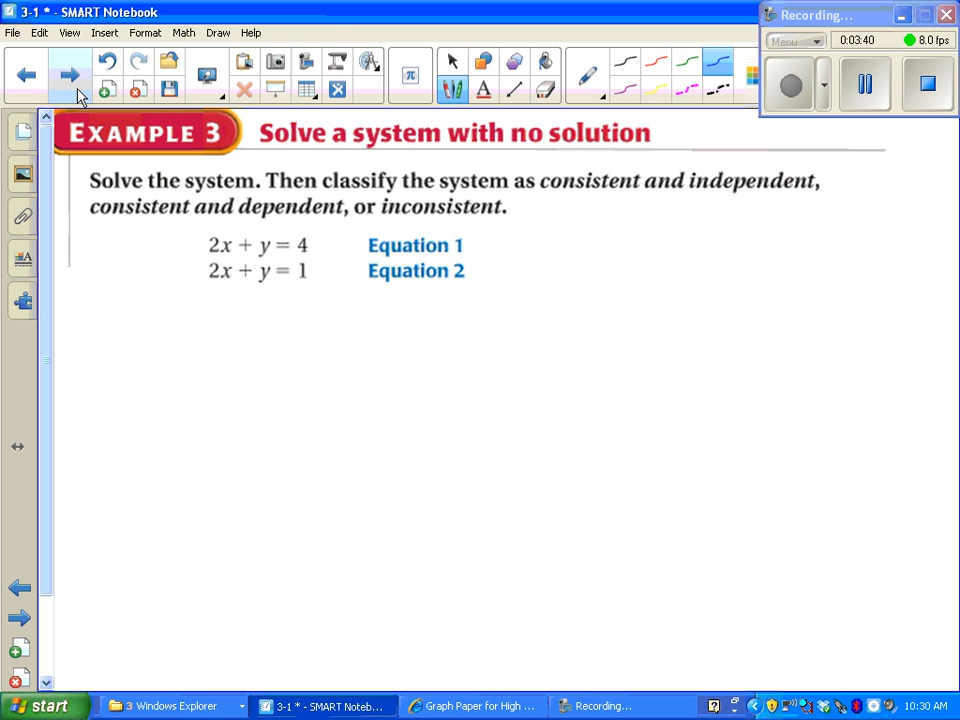 3-1 * - SMART Notebook
Recording...
File Edit View Insert Format Math Draw Help
Menu 0:03:40 8.0 fps
π
A
EXAMPLE 3 Solve a system with no solution
Solve the system. Then classify the system as consistent and independent,
consistent and dependent, or inconsistent.
2x + y = 4 Equation 1
2x + y = 1 Equation 2
start 3 Windows Explorer 3-1 * - SMART Noteb... Graph Paper for High ... Recording... ? 10:30 AM